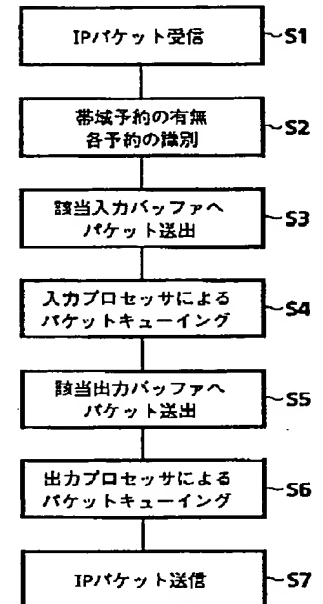 IPパケット受信
~S1
帯域予約の有無
各予約の識別
~S2
該当入力バッファへ
パケット送出
~S3
入力プロセッサによる
パケットキューイング
~S4
該当出力バッファへ
パケット送出
~S5
出力プロセッサによる
パケットキューイング
~S6
IPパケット送信
~S7